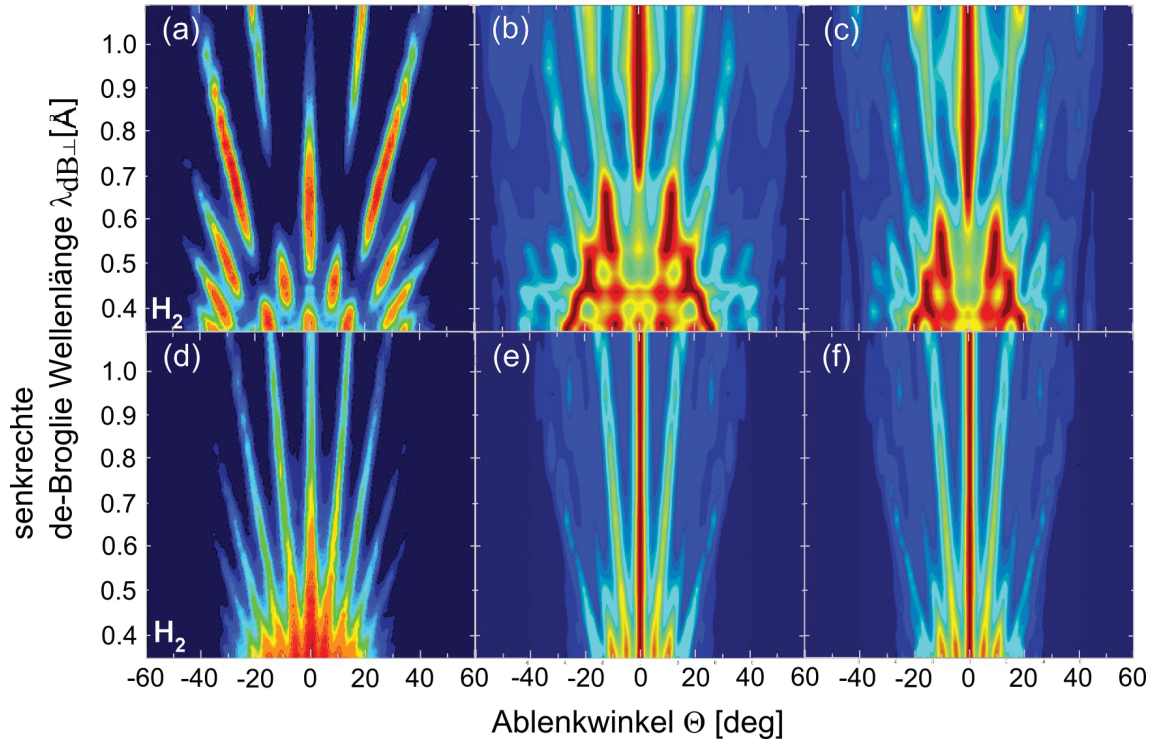 (a) (b) (c)
1.0
0.9
0.8
0.7
0.6
0.5
0.4
H2
(d) (e) (f)
1.0
0.9
0.8
0.7
0.6
0.5
0.4
H2
senkrechte
de-Broglie Wellenlänge λdB⊥[Å]
-60 -40 -20 0 20 40 60 -40 -20 0 20 40 60 -40 -20 0 20 40 60
Ablenkwinkel Θ [deg]